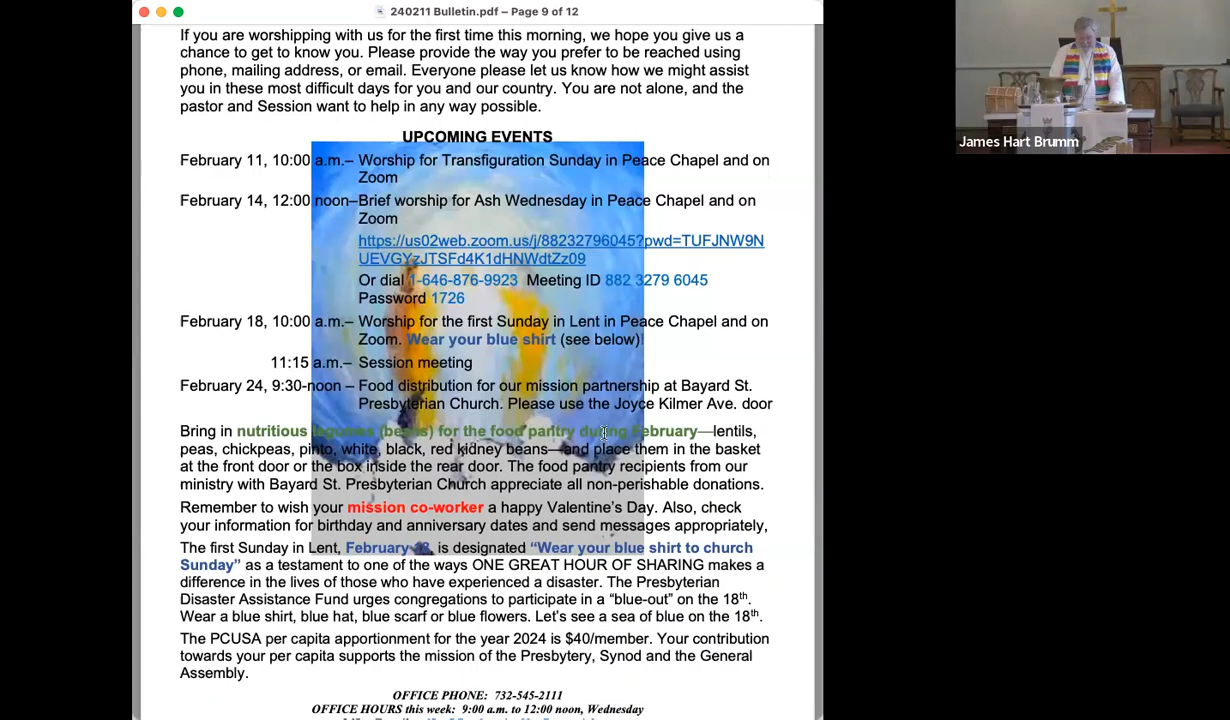 240211 Bulletin.pdf – Page 9 of 12
If you are worshipping with us for the first time this morning, we hope you give us a
chance to get to know you. Please provide the way you prefer to be reached using
phone, mailing address, or email. Everyone please let us know how we might assist
you in these most difficult days for you and our country. You are not alone, and the
pastor and Session want to help in any way possible.
UPCOMING EVENTS
February 11, 10:00 a.m.– Worship for Transfiguration Sunday in Peace Chapel and on
Zoom
February 14, 12:00 noon–Brief worship for Ash Wednesday in Peace Chapel and on
Zoom
https://us02web.zoom.us/j/88232796045?pwd=TUFJNW9N
UEVGYzJTSFd4K1dHNWdtZz09
Or dial 1-646-876-9923 Meeting ID 882 3279 6045
Password 1726
February 18, 10:00 a.m.– Worship for the first Sunday in Lent in Peace Chapel and on
Zoom. Wear your blue shirt (see below)!
11:15 a.m.– Session meeting
February 24, 9:30-noon – Food distribution for our mission partnership at Bayard St.
Presbyterian Church. Please use the Joyce Kilmer Ave. door
Bring in nutritious legumes (beans) for the food pantry during February—lentils,
peas, chickpeas, pinto, white, black, red kidney beans—and place them in the basket
at the front door or the box inside the rear door. The food pantry recipients from our
ministry with Bayard St. Presbyterian Church appreciate all non-perishable donations.
Remember to wish your mission co-worker a happy Valentine's Day. Also, check
your information for birthday and anniversary dates and send messages appropriately,
The first Sunday in Lent, February 18, is designated “Wear your blue shirt to church
Sunday” as a testament to one of the ways ONE GREAT HOUR OF SHARING makes a
difference in the lives of those who have experienced a disaster. The Presbyterian
Disaster Assistance Fund urges congregations to participate in a “blue-out” on the 18th.
Wear a blue shirt, blue hat, blue scarf or blue flowers. Let's see a sea of blue on the 18th.
The PCUSA per capita apportionment for the year 2024 is $40/member. Your contribution
towards your per capita supports the mission of the Presbytery, Synod and the General
Assembly.
OFFICE PHONE: 732-545-2111
OFFICE HOURS this week: 9:00 a.m. to 12:00 noon, Wednesday
James Hart Brumm